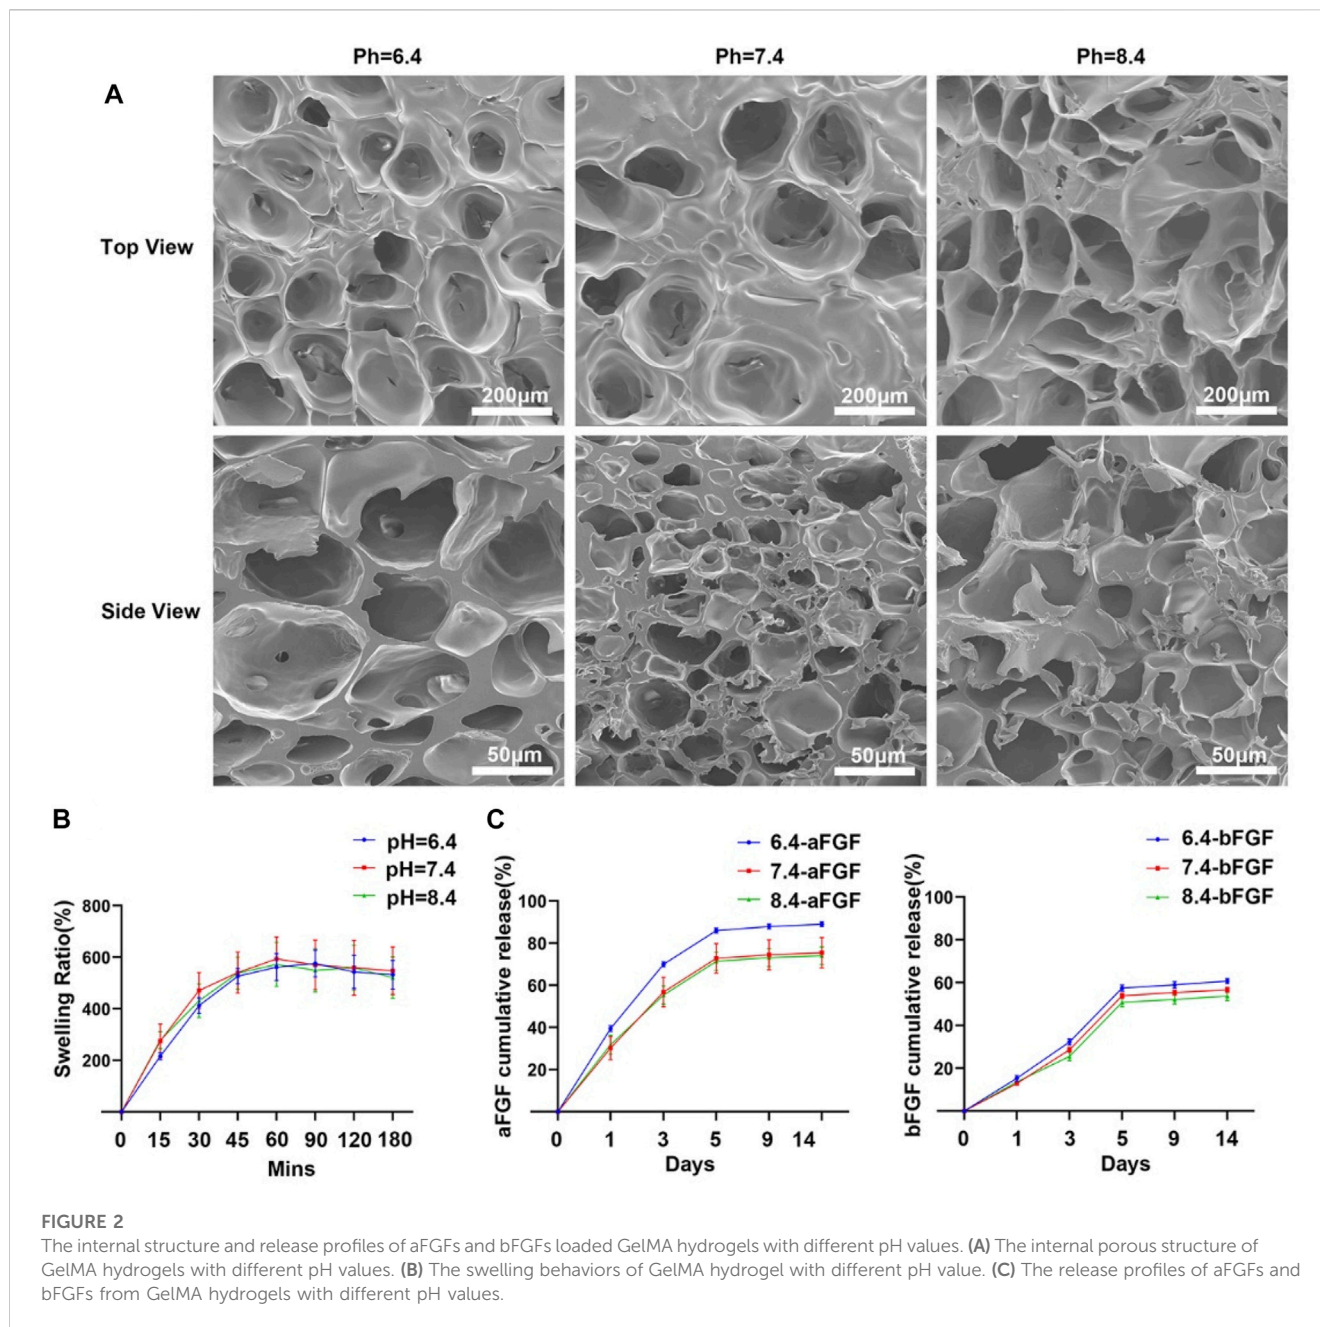 Ph=6.4 Ph=7.4 Ph=8.4
A
Top View
200µm 200µm 200µm
Side View
50µm 50µm 50µm
B
pH=6.4
pH=7.4
pH=8.4
Swelling Ratio(%)
800
600
400
200
0 15 30 45 60 90 120 180
Mins
C
6.4-aFGF
7.4-aFGF
8.4-aFGF
aFGF cumulative release(%)
100
80
60
40
20
0 1 3 5 9 14
Days
6.4-bFGF
7.4-bFGF
8.4-bFGF
bFGF cumulative release(%)
100
80
60
40
20
0 1 3 5 9 14
Days
FIGURE 2
The internal structure and release profiles of aFGFs and bFGFs loaded GelMA hydrogels with different pH values. (A) The internal porous structure of
GelMA hydrogels with different pH values. (B) The swelling behaviors of GelMA hydrogel with different pH value. (C) The release profiles of aFGFs and
bFGFs from GelMA hydrogels with different pH values.